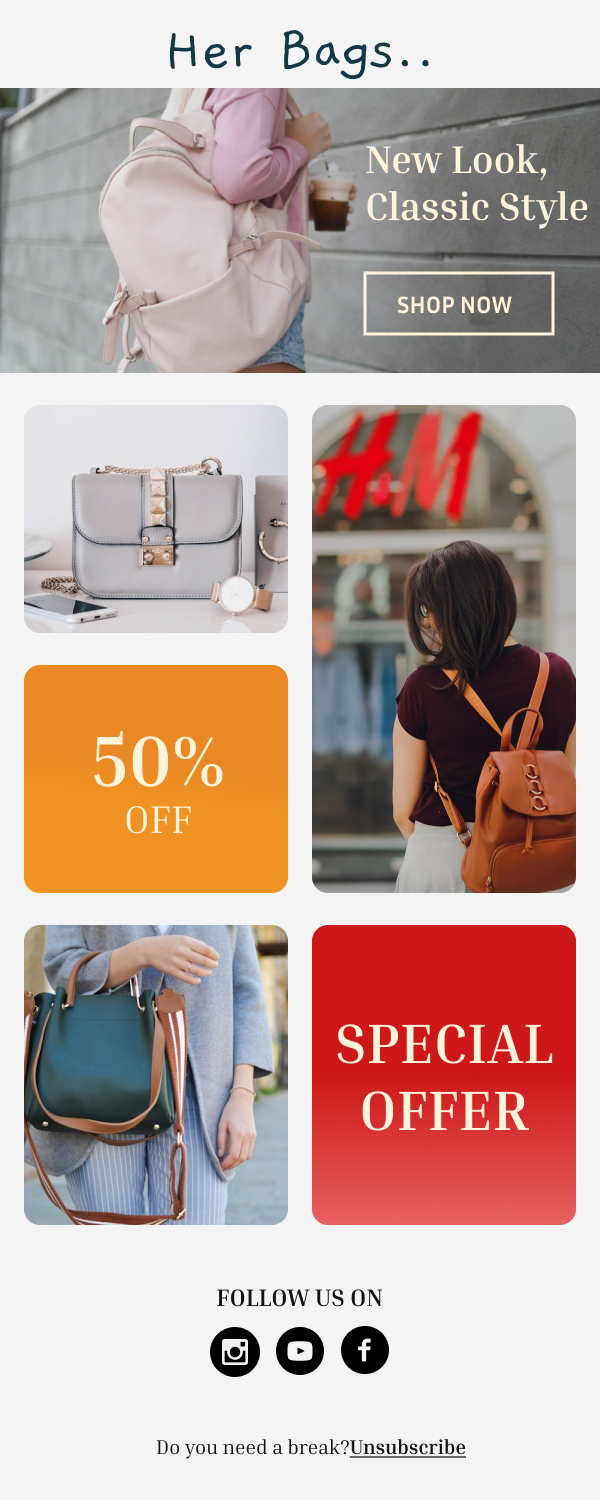 Her Bags..
New Look,
Classic Style
SHOP NOW
H&M
50%
OFF
SPECIAL
OFFER
FOLLOW US ON
Do you need a break?Unsubscribe